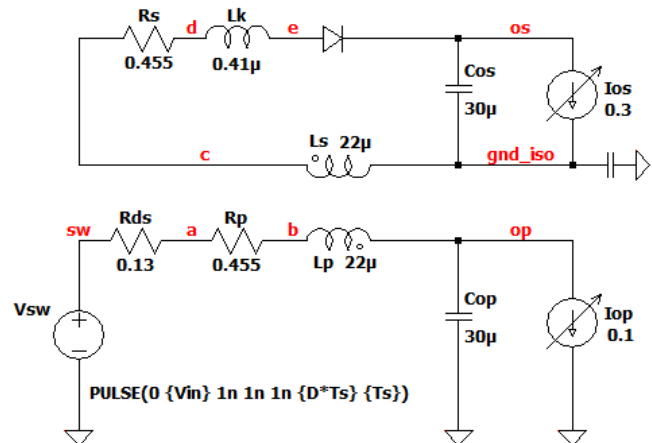 Rs
d
Lk
e
os
0.455
0.41µ
Cos
30µ
Ios
0.3
Ls 22µ
c
gnd_iso
sw
Rds
a
Rp
b
op
0.13
0.455
Lp 22µ
Vsw
Cop
30µ
Iop
0.1
PULSE(0 {Vin} 1n 1n 1n {D*Ts} {Ts})